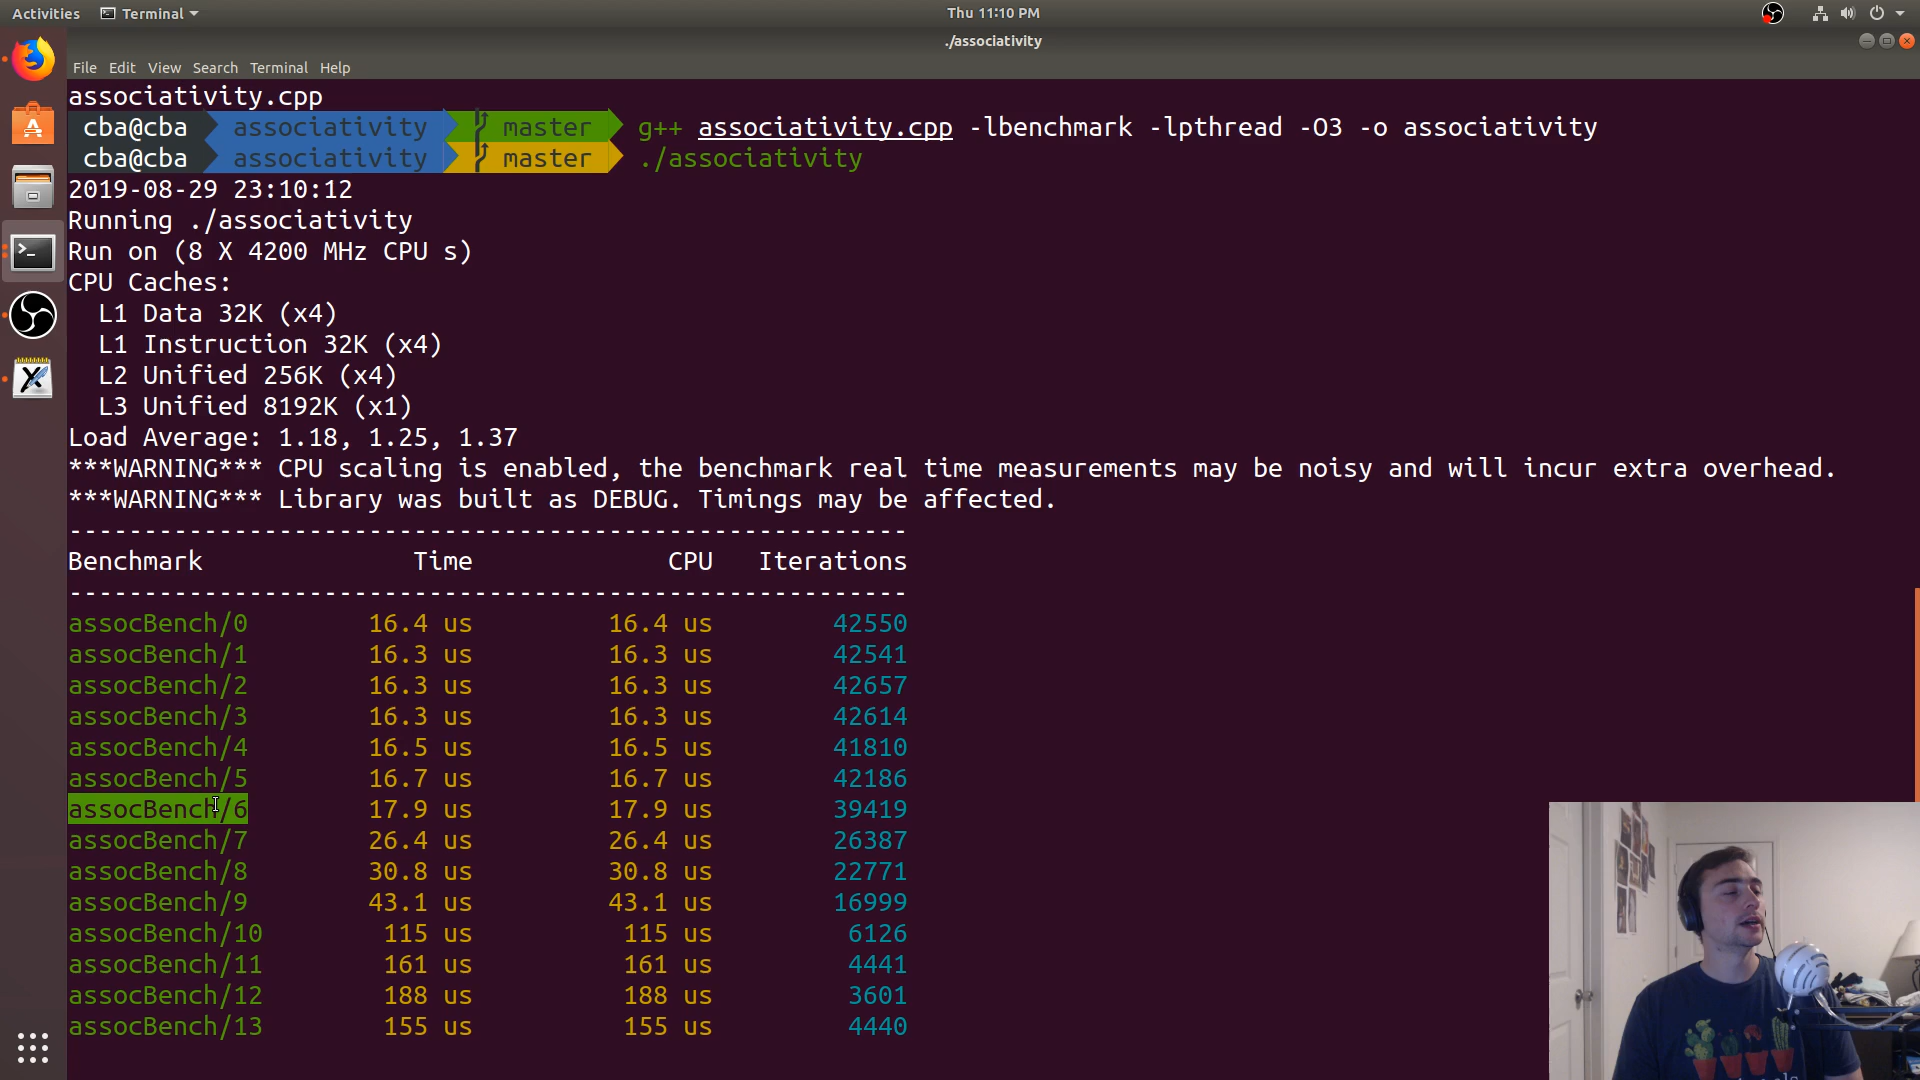 Activities Terminal Thu 11:10 PM
./associativity
File Edit View Search Terminal Help
associativity.cpp
cba@cba associativity master g++ associativity.cpp -lbenchmark -lpthread -O3 -o associativity
cba@cba associativity master ./associativity
2019-08-29 23:10:12
Running ./associativity
Run on (8 X 4200 MHz CPU s)
CPU Caches:
L1 Data 32K (x4)
L1 Instruction 32K (x4)
L2 Unified 256K (x4)
L3 Unified 8192K (x1)
Load Average: 1.18, 1.25, 1.37
***WARNING*** CPU scaling is enabled, the benchmark real time measurements may be noisy and will incur extra overhead.
***WARNING*** Library was built as DEBUG. Timings may be affected.
--------------------------------------------------------
Benchmark Time CPU Iterations
--------------------------------------------------------
assocBench/0 16.4 us 16.4 us 42550
assocBench/1 16.3 us 16.3 us 42541
assocBench/2 16.3 us 16.3 us 42657
assocBench/3 16.3 us 16.3 us 42614
assocBench/4 16.5 us 16.5 us 41810
assocBench/5 16.7 us 16.7 us 42186
assocBench/6 17.9 us 17.9 us 39419
assocBench/7 26.4 us 26.4 us 26387
assocBench/8 30.8 us 30.8 us 22771
assocBench/9 43.1 us 43.1 us 16999
assocBench/10 115 us 115 us 6126
assocBench/11 161 us 161 us 4441
assocBench/12 188 us 188 us 3601
assocBench/13 155 us 155 us 4440